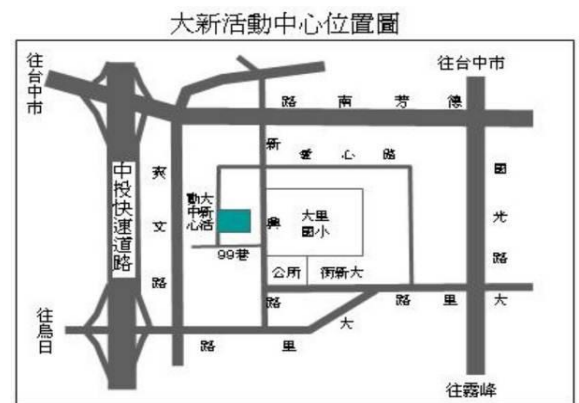 大新活動中心位置圖
往台中市
往台中市
路南芳德
新興路
愛心路
中投快速道路
爽文路
大新活動中心
大里國小
國光路
99巷
公所
街新大
路里大
往烏日
路里大
往霧峰